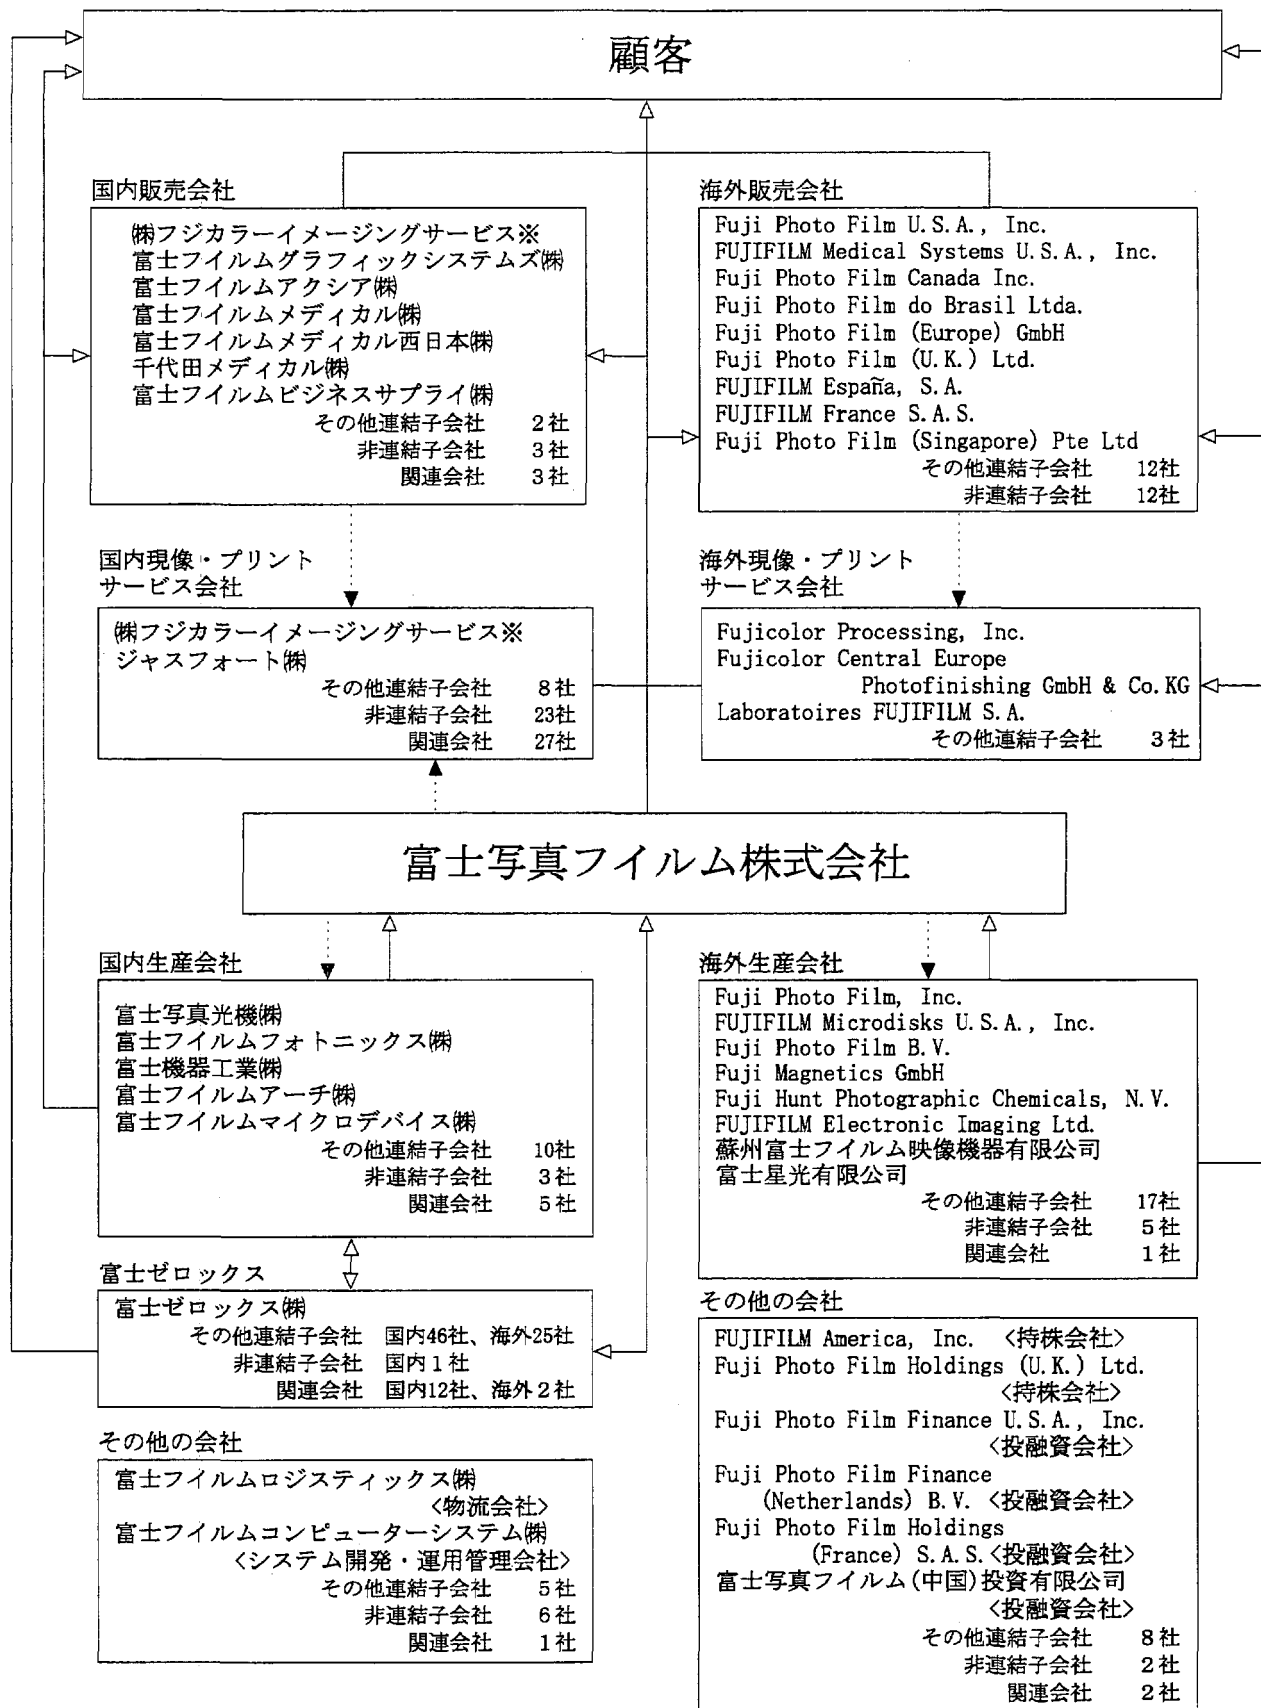 顧客
国内販売会社
㈱フジカラーイメージングサービス※
富士フイルムグラフィックシステムズ㈱
富士フイルムアクシア㈱
富士フイルムメディカル㈱
富士フイルムメディカル西日本㈱
千代田メディカル㈱
富士フイルムビジネスサプライ㈱
その他連結子会社 2社
非連結子会社 3社
関連会社 3社
海外販売会社
Fuji Photo Film U.S.A., Inc.
FUJIFILM Medical Systems U.S.A., Inc.
Fuji Photo Film Canada Inc.
Fuji Photo Film do Brasil Ltda.
Fuji Photo Film (Europe) GmbH
Fuji Photo Film (U.K.) Ltd.
FUJIFILM España, S.A.
FUJIFILM France S.A.S.
Fuji Photo Film (Singapore) Pte Ltd
その他連結子会社 12社
非連結子会社 12社
国内現像・プリント
サービス会社
㈱フジカラーイメージングサービス※
ジャスフォート㈱
その他連結子会社 8社
非連結子会社 23社
関連会社 27社
海外現像・プリント
サービス会社
Fujicolor Processing, Inc.
Fujicolor Central Europe
Photofinishing GmbH & Co.KG
Laboratoires FUJIFILM S.A.
その他連結子会社 3社
富士写真フイルム株式会社
国内生産会社
富士写真光機㈱
富士フイルムフォトニックス㈱
富士機器工業㈱
富士フイルムアーチ㈱
富士フイルムマイクロデバイス㈱
その他連結子会社 10社
非連結子会社 3社
関連会社 5社
海外生産会社
Fuji Photo Film, Inc.
FUJIFILM Microdisks U.S.A., Inc.
Fuji Photo Film B.V.
Fuji Magnetics GmbH
Fuji Hunt Photographic Chemicals, N.V.
FUJIFILM Electronic Imaging Ltd.
蘇州富士フイルム映像機器有限公司
富士星光有限公司
その他連結子会社 17社
非連結子会社 5社
関連会社 1社
富士ゼロックス
富士ゼロックス㈱
その他連結子会社 国内46社、海外25社
非連結子会社 国内1社
関連会社 国内12社、海外2社
その他の会社
富士フイルムロジスティックス㈱
<物流会社>
富士フイルムコンピューターシステム㈱
<システム開発・運用管理会社>
その他連結子会社 5社
非連結子会社 6社
関連会社 1社
その他の会社
FUJIFILM America, Inc. <持株会社>
Fuji Photo Film Holdings (U.K.) Ltd.
<持株会社>
Fuji Photo Film Finance U.S.A., Inc.
<投融資会社>
Fuji Photo Film Finance
(Netherlands) B.V. <投融資会社>
Fuji Photo Film Holdings
(France) S.A.S.<投融資会社>
富士写真フイルム(中国)投資有限公司
<投融資会社>
その他連結子会社 8社
非連結子会社 2社
関連会社 2社